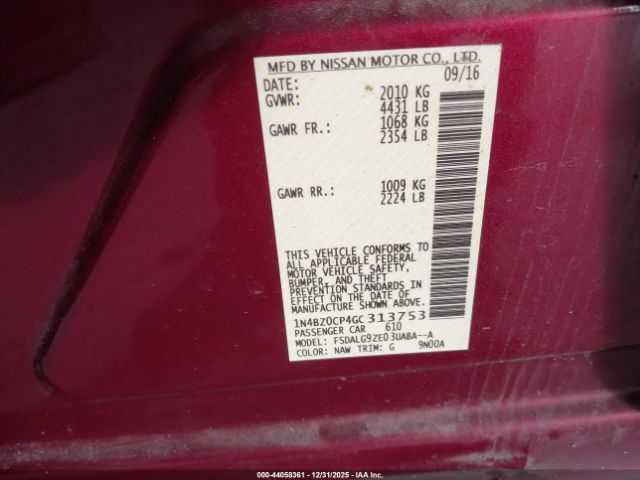 MFD BY NISSAN MOTOR CO., LTD.
DATE: 09/16
GVWR: 2010 KG
4431 LB
GAWR FR.: 1068 KG
2354 LB
GAWR RR.: 1009 KG
2224 LB
THIS VEHICLE CONFORMS TO
ALL APPLICABLE FEDERAL
MOTOR VEHICLE SAFETY,
BUMPER, AND THEFT
PREVENTION STANDARDS IN
EFFECT ON THE DATE OF
MANUFACTURE SHOWN ABOVE.
1N4BZ0CP4GC313753
PASSENGER CAR 610
MODEL: FSDALG9ZE03UABA--A
COLOR: NAW TRIM: G 9N00A
000-44058361 - 12/31/2025 - IAA Inc.